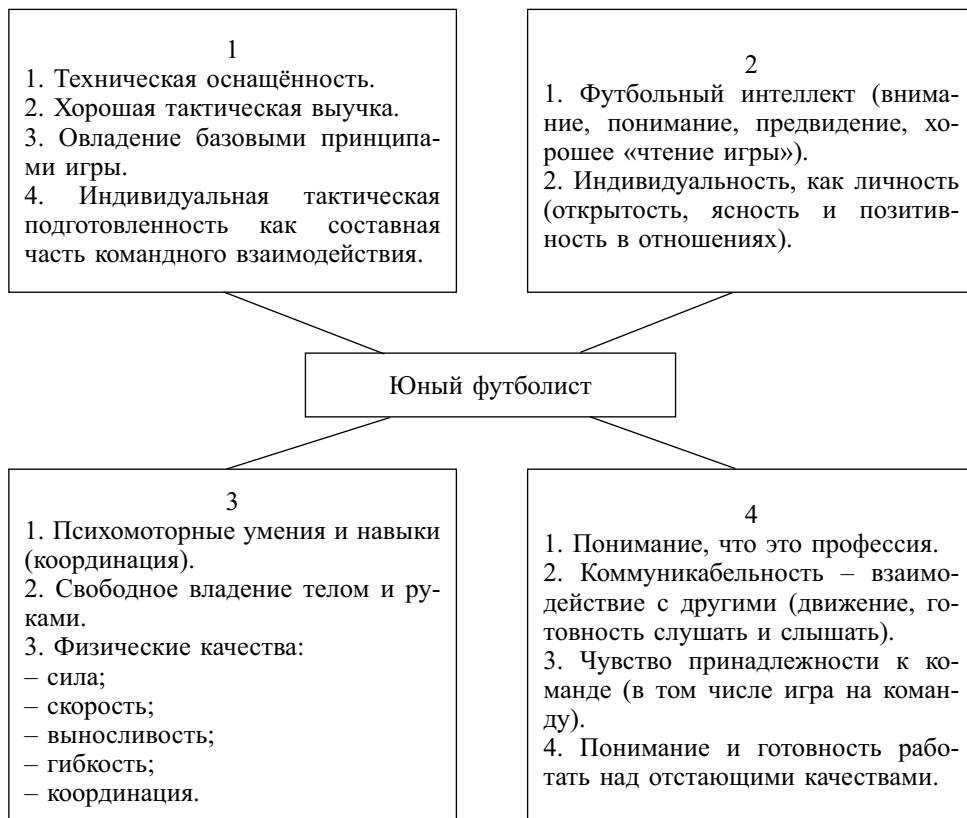 1
1. Техническая оснащённость.
2. Хорошая тактическая выучка.
3. Овладение базовыми принципа-
ми игры.
4. Индивидуальная тактическая
подготовленность как составная
часть командного взаимодействия.
2
1. Футбольный интеллект (внима-
ние, понимание, предвидение, хо-
рошее «чтение игры»).
2. Индивидуальность, как личность
(открытость, ясность и позитив-
ность в отношениях).
Юный футболист
3
1. Психомоторные умения и навыки
(координация).
2. Свободное владение телом и ру-
ками.
3. Физические качества:
– сила;
– скорость;
– выносливость;
– гибкость;
– координация.
4
1. Понимание, что это профессия.
2. Коммуникабельность – взаимо-
действие с другими (движение, го-
товность слушать и слышать).
3. Чувство принадлежности к ко-
манде (в том числе игра на коман-
ду).
4. Понимание и готовность рабо-
тать над отстающими качествами.